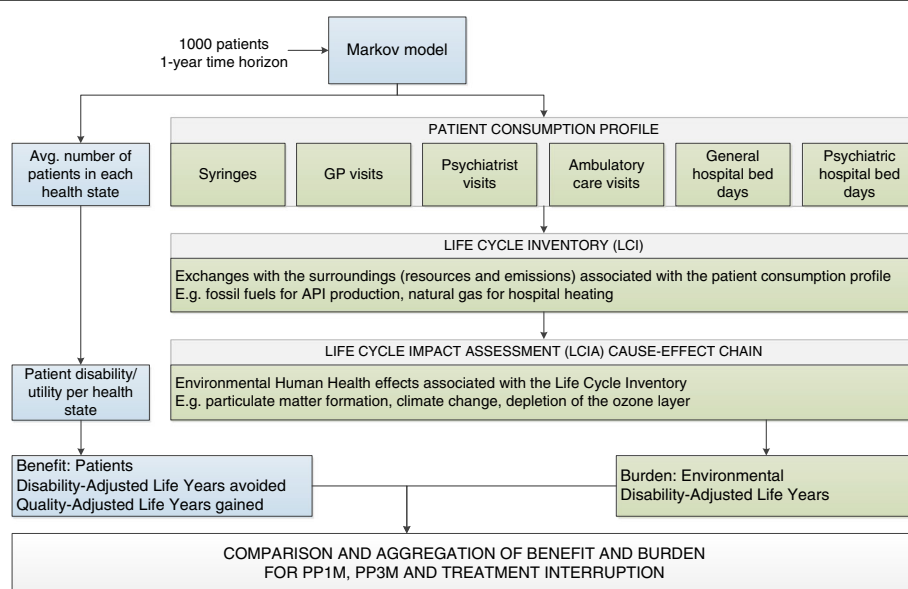 1000 patients
1-year time horizon
Markov model
PATIENT CONSUMPTION PROFILE
Avg. number of
patients in each
health state
Syringes
GP visits
Psychiatrist
visits
Ambulatory
care visits
General
hospital bed
days
Psychiatric
hospital bed
days
LIFE CYCLE INVENTORY (LCI)
Exchanges with the surroundings (resources and emissions) associated with the patient consumption profile
E.g. fossil fuels for API production, natural gas for hospital heating
LIFE CYCLE IMPACT ASSESSMENT (LCIA) CAUSE-EFFECT CHAIN
Patient disability/
utility per health
state
Environmental Human Health effects associated with the Life Cycle Inventory
E.g. particulate matter formation, climate change, depletion of the ozone layer
Benefit: Patients
Disability-Adjusted Life Years avoided
Quality-Adjusted Life Years gained
Burden: Environmental
Disability-Adjusted Life Years
COMPARISON AND AGGREGATION OF BENEFIT AND BURDEN
FOR PP1M, PP3M AND TREATMENT INTERRUPTION